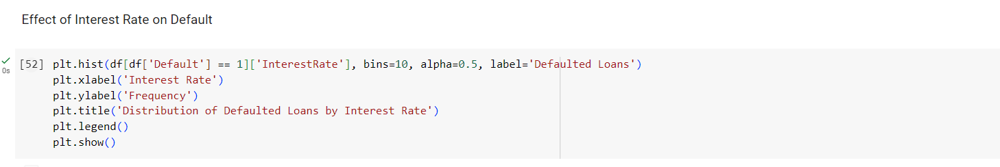 Effect of Interest Rate on Default
[52] plt.hist(df[df['Default'] == 1]['InterestRate'], bins=10, alpha=0.5, label='Defaulted Loans')
0s
plt.xlabel('Interest Rate')
plt.ylabel('Frequency')
plt.title('Distribution of Defaulted Loans by Interest Rate')
plt.legend()
plt.show()